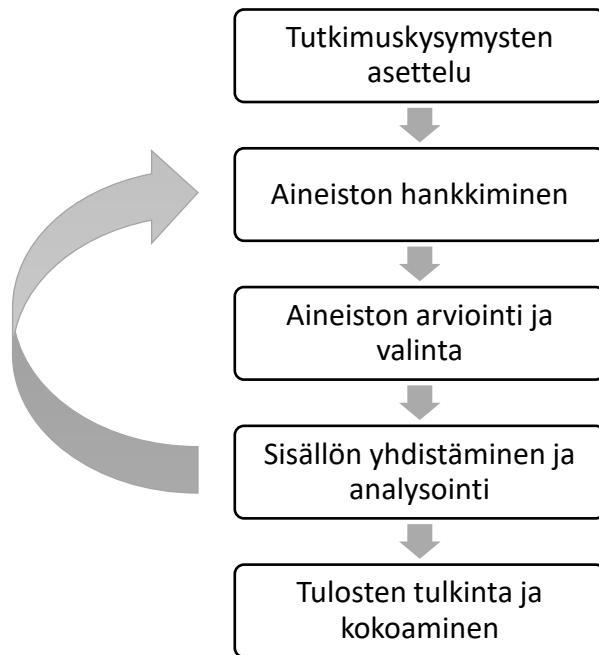 Tutkimuskysymysten
asettelu
Aineiston hankkiminen
Aineiston arviointi ja
valinta
Sisällön yhdistäminen ja
analysointi
Tulosten tulkinta ja
kokoaminen